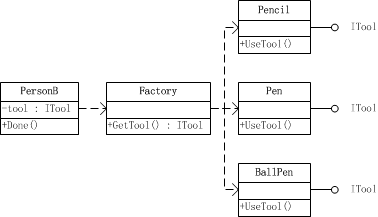 Pencil
+UseTool()
ITool
PersonB
-tool : ITool
+Done()
Factory
+GetTool() : ITool
Pen
+UseTool()
ITool
BallPen
+UseTool()
ITool